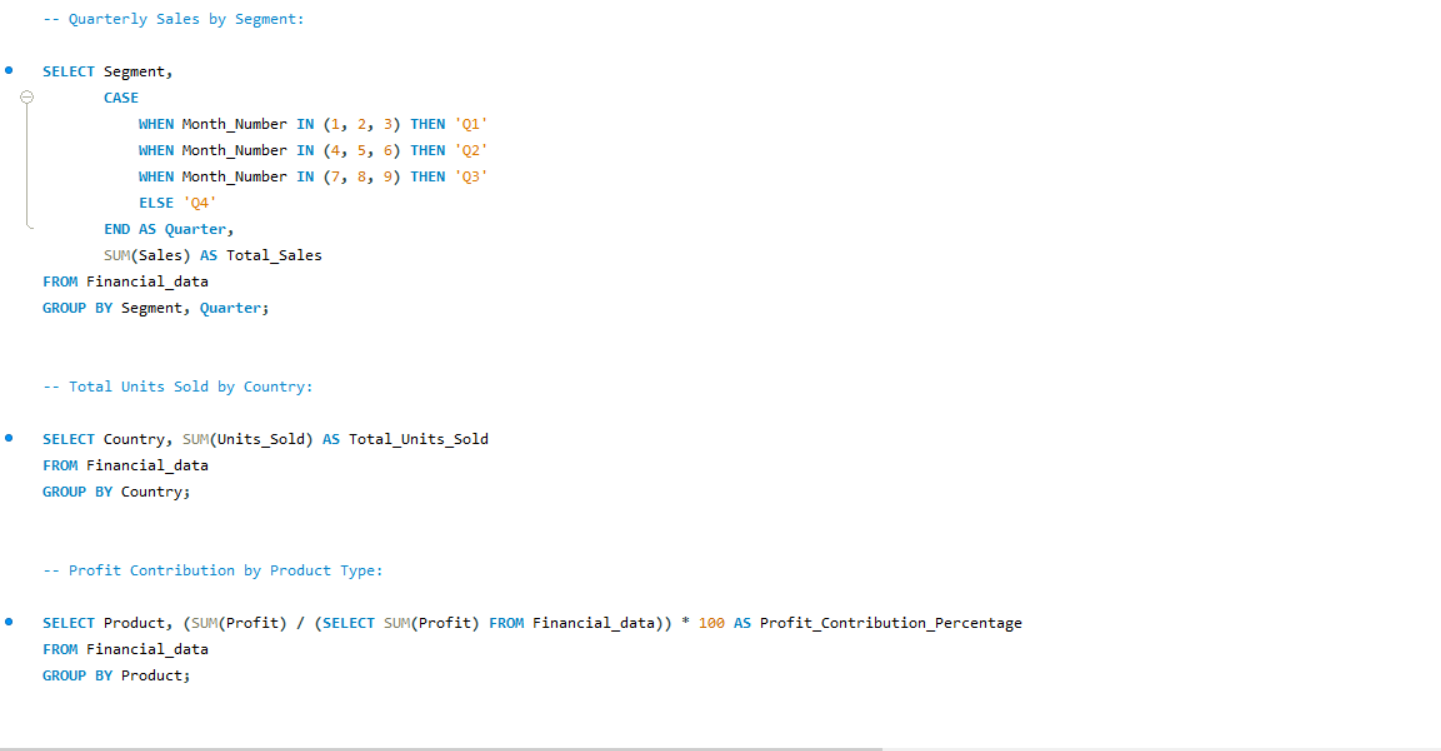 -- Quarterly Sales by Segment:
SELECT Segment,
CASE
WHEN Month_Number IN (1, 2, 3) THEN 'Q1'
WHEN Month_Number IN (4, 5, 6) THEN 'Q2'
WHEN Month_Number IN (7, 8, 9) THEN 'Q3'
ELSE 'Q4'
END AS Quarter,
SUM(Sales) AS Total_Sales
FROM Financial_data
GROUP BY Segment, Quarter;
-- Total Units Sold by Country:
SELECT Country, SUM(Units_Sold) AS Total_Units_Sold
FROM Financial_data
GROUP BY Country;
-- Profit Contribution by Product Type:
SELECT Product, (SUM(Profit) / (SELECT SUM(Profit) FROM Financial_data)) * 100 AS Profit_Contribution_Percentage
FROM Financial_data
GROUP BY Product;